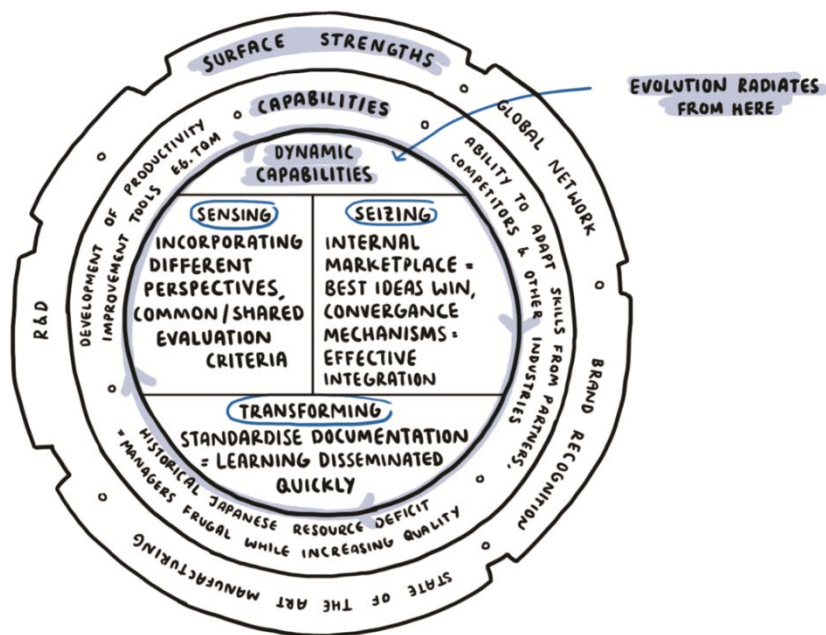 SURFACE STRENGTHS
GLOBAL NETWORK
BRAND RECOGNITION
STATE OF THE ART MANUFACTURING
R&D
CAPABILITIES
ABILITY TO ADAPT SKILLS FROM PARTNERS,
COMPETITORS & OTHER INDUSTRIES
HISTORICAL JAPANESE RESOURCE DEFICIT
= MANAGERS FRUGAL WHILE INCREASING QUALITY
DEVELOPMENT OF PRODUCTIVITY
IMPROVEMENT TOOLS EG. TQM
DYNAMIC
CAPABILITIES
SENSING
INCORPORATING
DIFFERENT
PERSPECTIVES,
COMMON/SHARED
EVALUATION
CRITERIA
SEIZING
INTERNAL
MARKETPLACE =
BEST IDEAS WIN,
CONVERGANCE
MECHANISMS =
EFFECTIVE
INTEGRATION
TRANSFORMING
STANDARDISE DOCUMENTATION
= LEARNING DISSEMINATED
QUICKLY
EVOLUTION RADIATES
FROM HERE